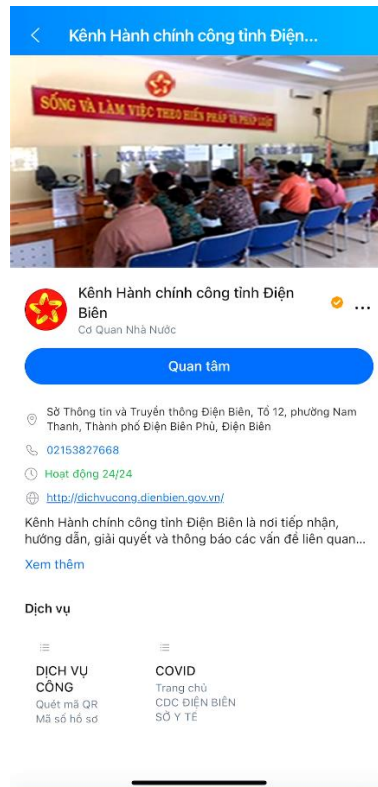 Kênh Hành chính công tỉnh Điện...
SỐNG VÀ LÀM VIỆC THEO HIẾN PHÁP VÀ PHÁP LUẬT
Kênh Hành chính công tỉnh Điện
Biên
Cơ Quan Nhà Nước
Quan tâm
Sở Thông tin và Truyền thông Điện Biên, Tổ 12, phường Nam
Thanh, Thành phố Điện Biên Phủ, Điện Biên
02153827668
Hoạt động 24/24
http://dichvucong.dienbien.gov.vn/
Kênh Hành chính công tỉnh Điện Biên là nơi tiếp nhận,
hướng dẫn, giải quyết và thông báo các vấn đề liên quan...
Xem thêm
Dịch vụ
DỊCH VỤ
CÔNG
Quét mã QR
Mã số hồ sơ
COVID
Trang chủ
CDC ĐIỆN BIÊN
SỞ Y TẾ